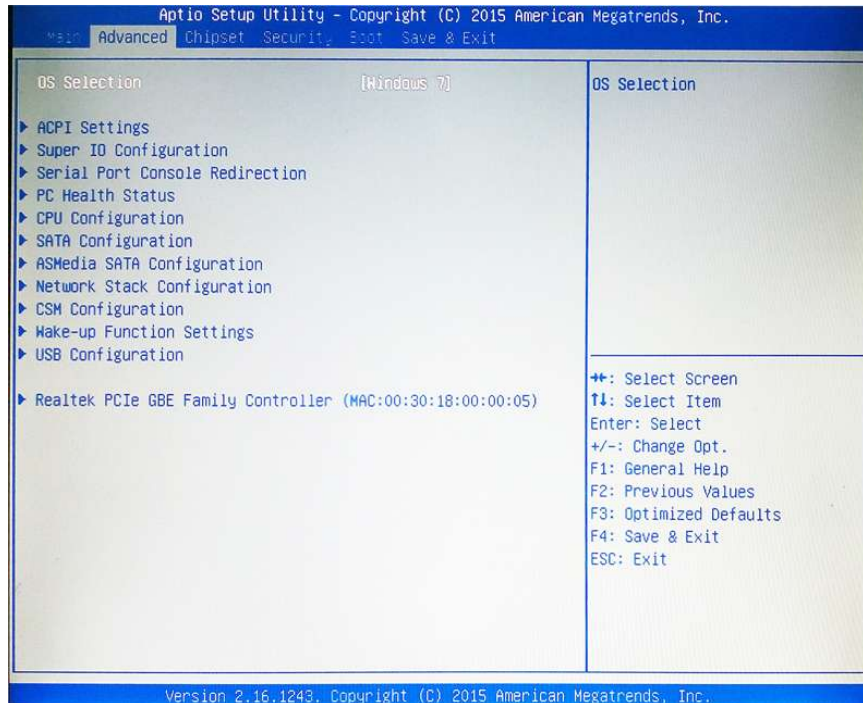 Aptio Setup Utility - Copyright (C) 2015 American Megatrends, Inc.
Main Advanced Chipset Security Boot Save & Exit
OS Selection [Windows 7]
▶ ACPI Settings
▶ Super IO Configuration
▶ Serial Port Console Redirection
▶ PC Health Status
▶ CPU Configuration
▶ SATA Configuration
▶ ASMedia SATA Configuration
▶ Network Stack Configuration
▶ CSM Configuration
▶ Wake-up Function Settings
▶ USB Configuration
▶ Realtek PCIe GBE Family Controller (MAC:00:30:18:00:00:05)
OS Selection
→←: Select Screen
↑↓: Select Item
Enter: Select
+/-: Change Opt.
F1: General Help
F2: Previous Values
F3: Optimized Defaults
F4: Save & Exit
ESC: Exit
Version 2.16.1243. Copyright (C) 2015 American Megatrends, Inc.